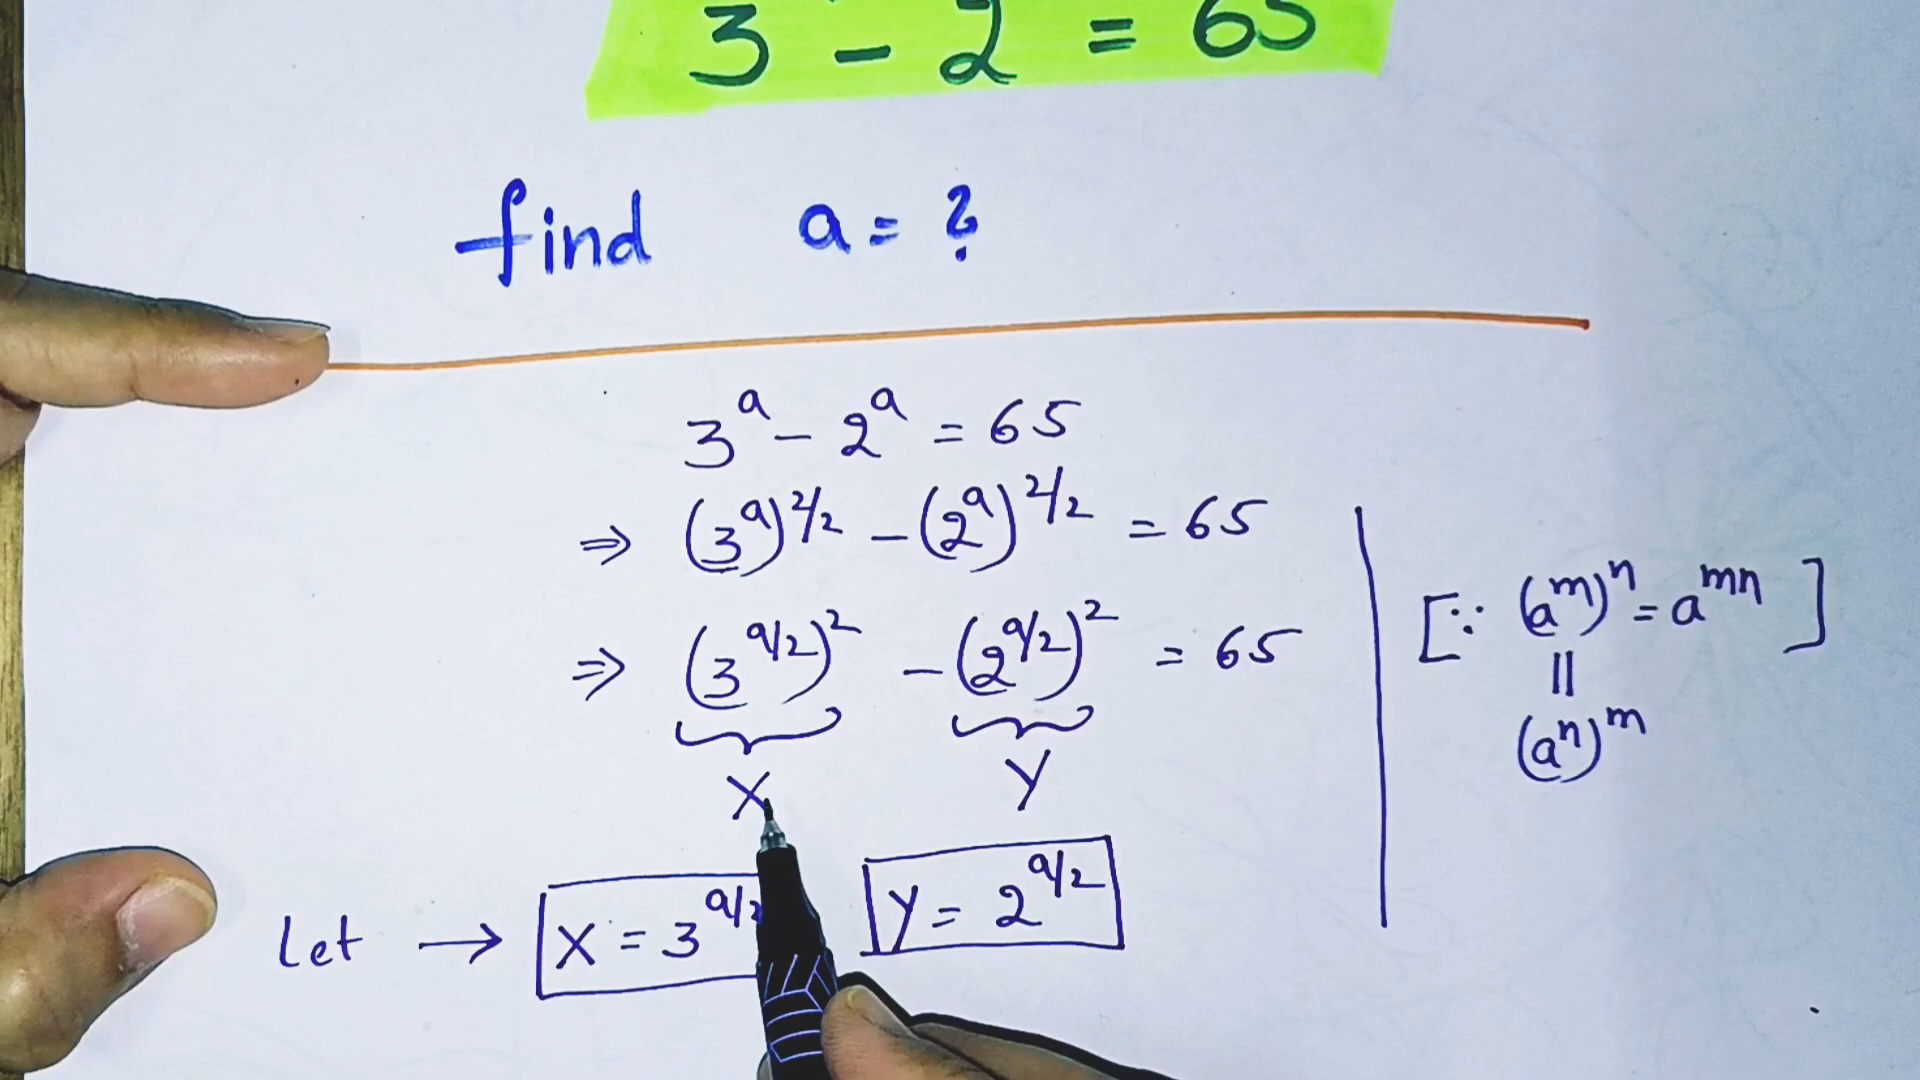 3 - 2 = 65
find a = ?
3^a - 2^a = 65
⇒ (3^a)^2/2 - (2^a)^2/2 = 65
⇒ (3^a/2)^2 - (2^a/2)^2 = 65
X Y
Let → X = 3^a/2 Y = 2^a/2
[∵ (a^m)^n = a^mn ]
||
(a^n)^m